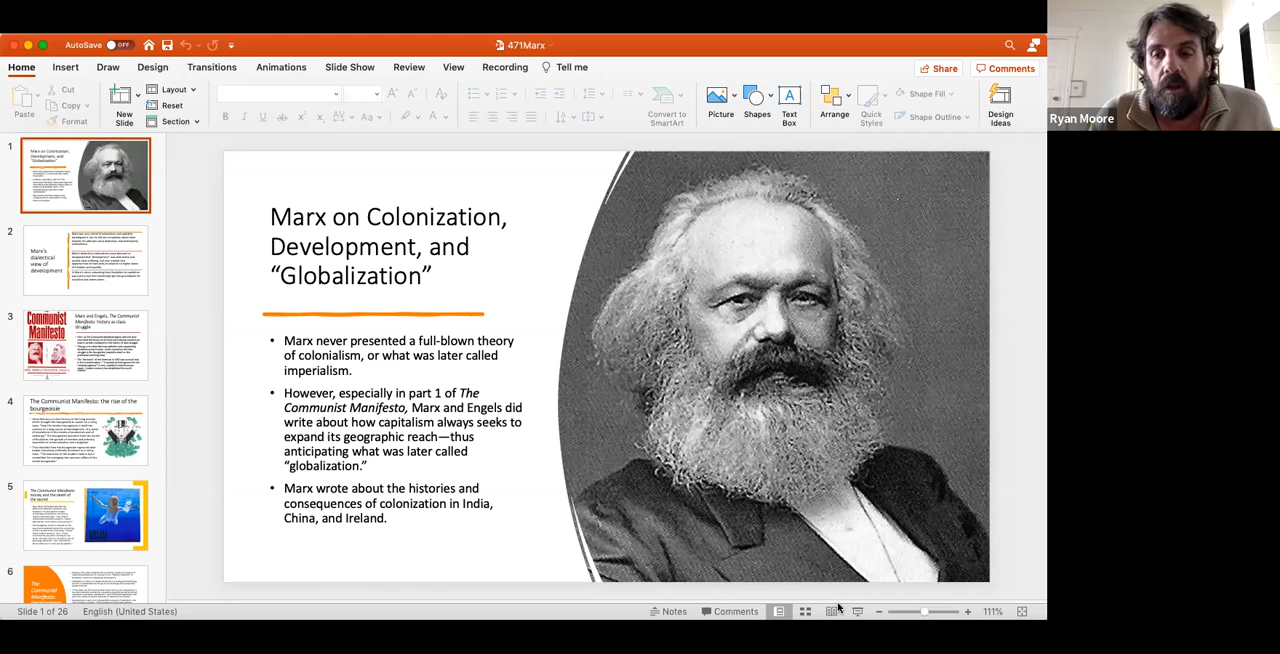 AutoSave OFF
471Marx
Home Insert Draw Design Transitions Animations Slide Show Review View Recording Tell me
Share Comments
Paste
Cut
Copy
Format
New Slide
Layout
Reset
Section
Convert to SmartArt
Picture
Shapes
Text Box
Arrange
Quick Styles
Shape Fill
Shape Outline
Design Ideas
Ryan Moore
1
Marx on Colonization,
Development, and
“Globalization”
2
Marx's
dialectical
view of
development
3
Communist
Manifesto
Marx and Engels, The Communist
Manifesto: history as class
struggle
4
The Communist Manifesto: the rise of the
bourgeoisie
5
The Communist Manifesto:
money and the death of
the sacred
6
The
Communist
Marx on Colonization,
Development, and
“Globalization”
• Marx never presented a full-blown theory
of colonialism, or what was later called
imperialism.
• However, especially in part 1 of The
Communist Manifesto, Marx and Engels did
write about how capitalism always seeks to
expand its geographic reach—thus
anticipating what was later called
“globalization.”
• Marx wrote about the histories and
consequences of colonization in India,
China, and Ireland.
Slide 1 of 26 English (United States)
Notes Comments 111%